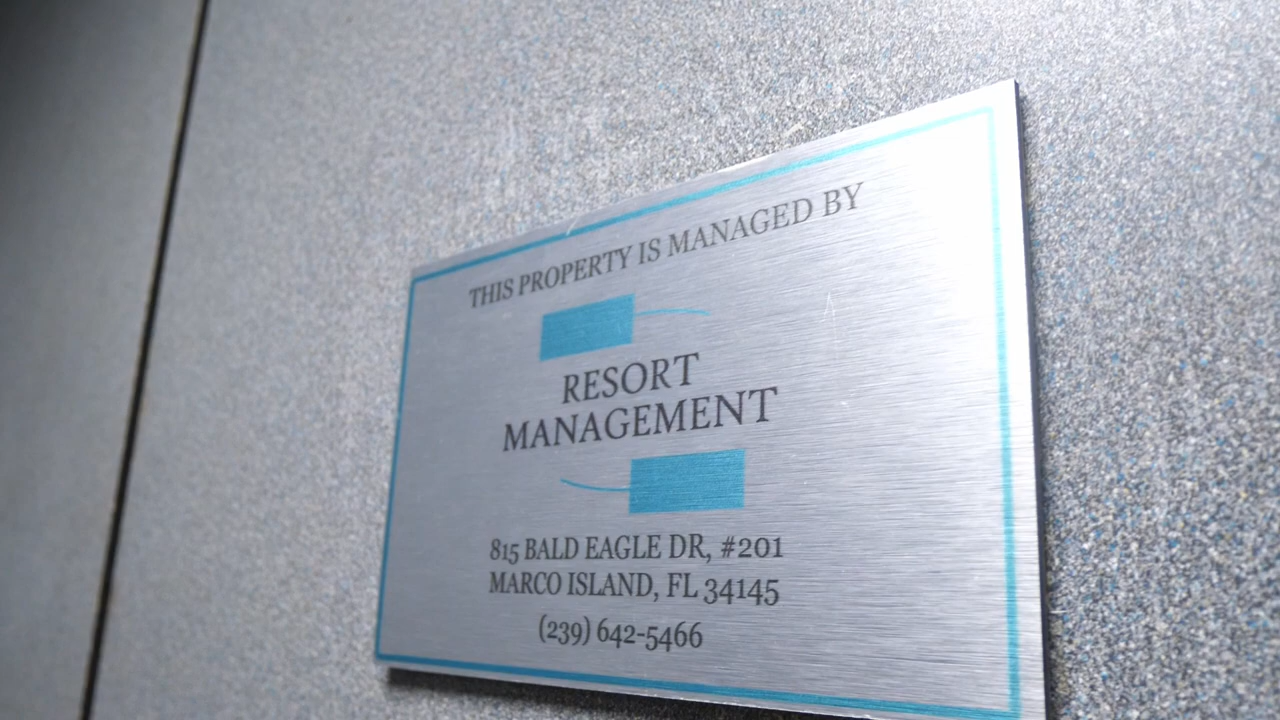 THIS PROPERTY IS MANAGED BY
RESORT
MANAGEMENT
815 BALD EAGLE DR, #201
MARCO ISLAND, FL 34145
(239) 642-5466